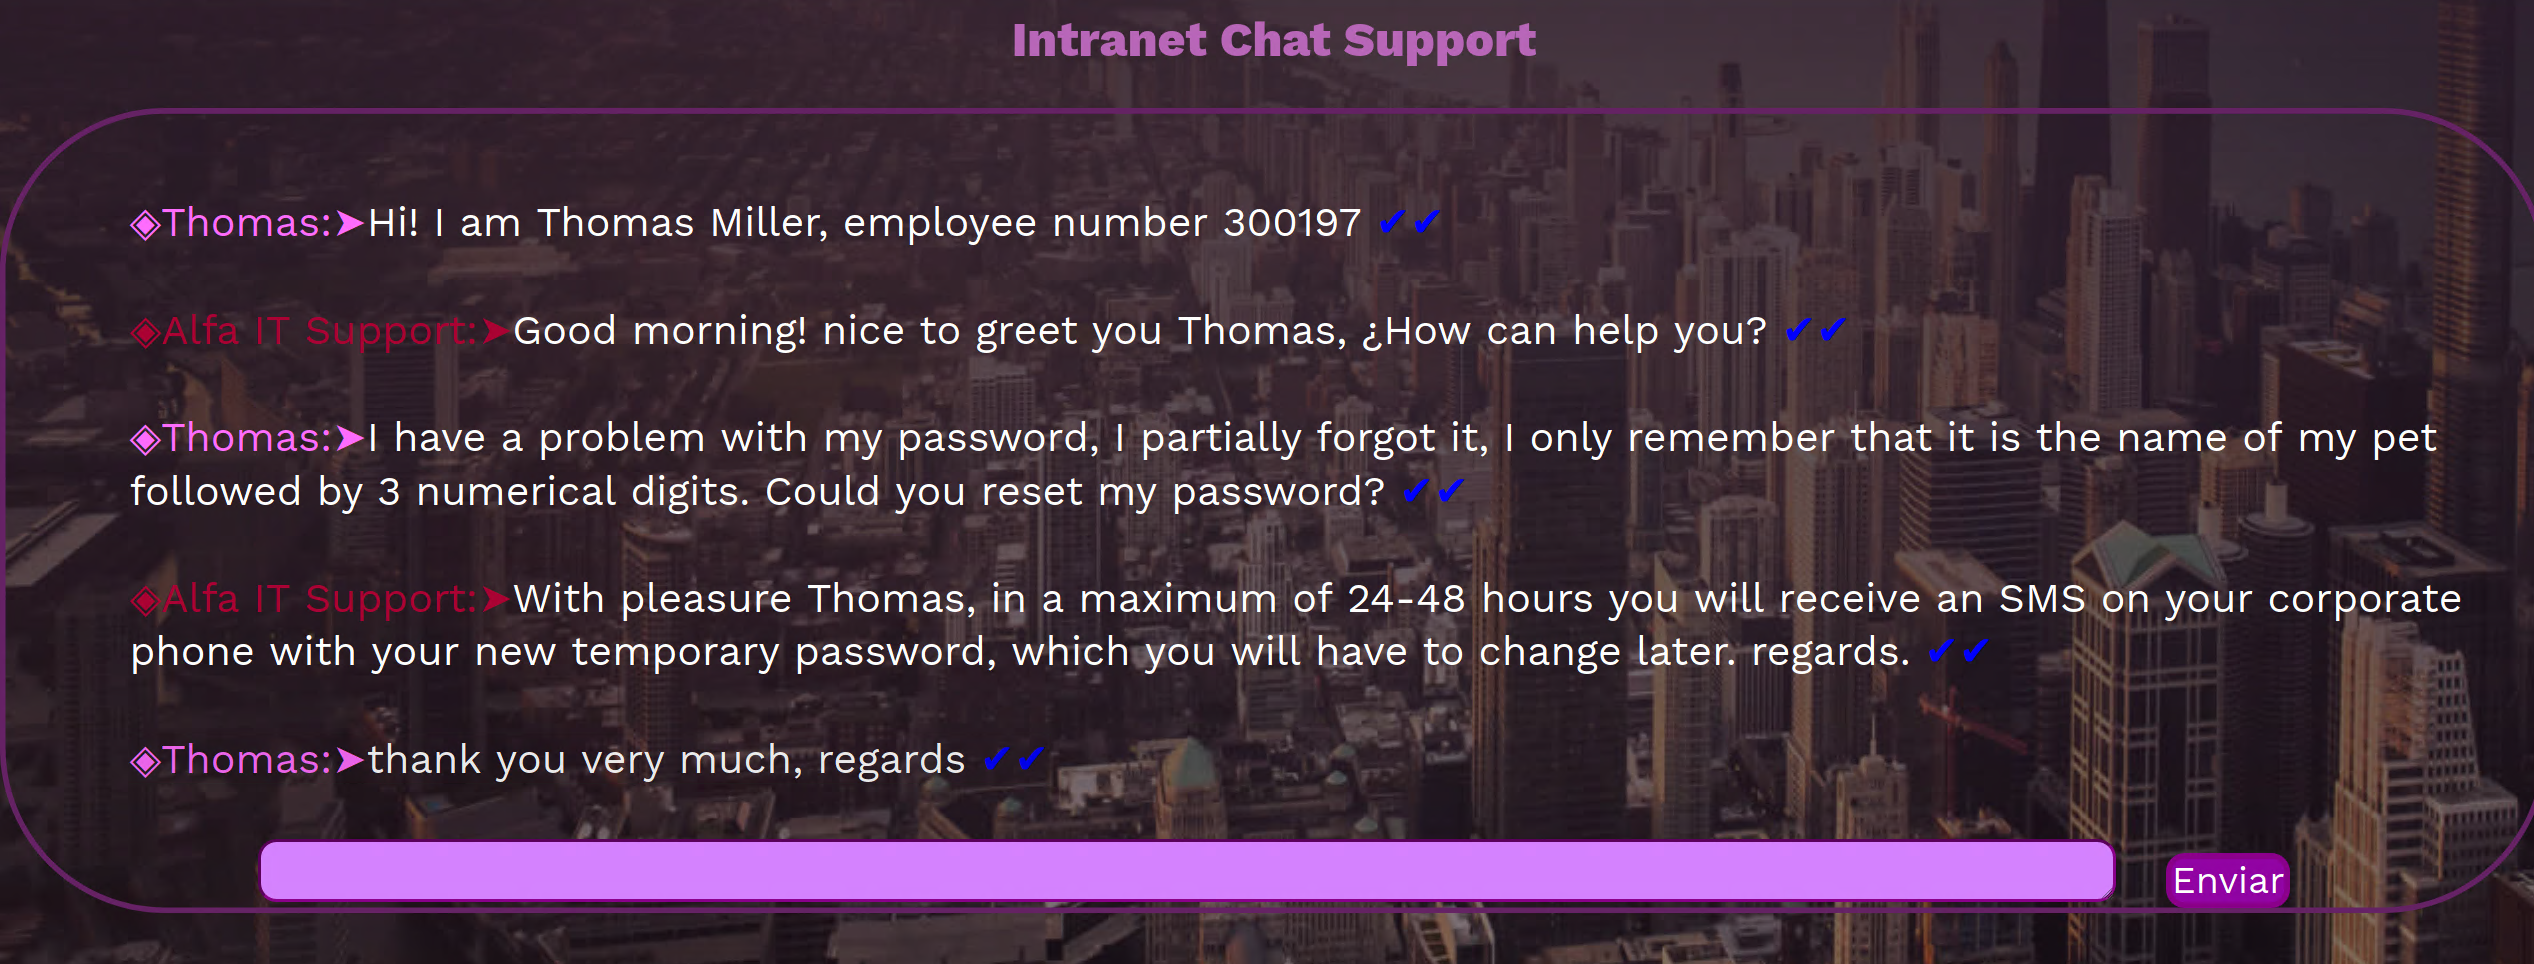 Intranet Chat Support
◈Thomas:➤Hi! I am Thomas Miller, employee number 300197 ✔✔
◈Alfa IT Support:➤Good morning! nice to greet you Thomas, ¿How can help you? ✔✔
◈Thomas:➤I have a problem with my password, I partially forgot it, I only remember that it is the name of my pet
followed by 3 numerical digits. Could you reset my password? ✔✔
◈Alfa IT Support:➤With pleasure Thomas, in a maximum of 24-48 hours you will receive an SMS on your corporate
phone with your new temporary password, which you will have to change later. regards. ✔✔
◈Thomas:➤thank you very much, regards ✔✔
Enviar